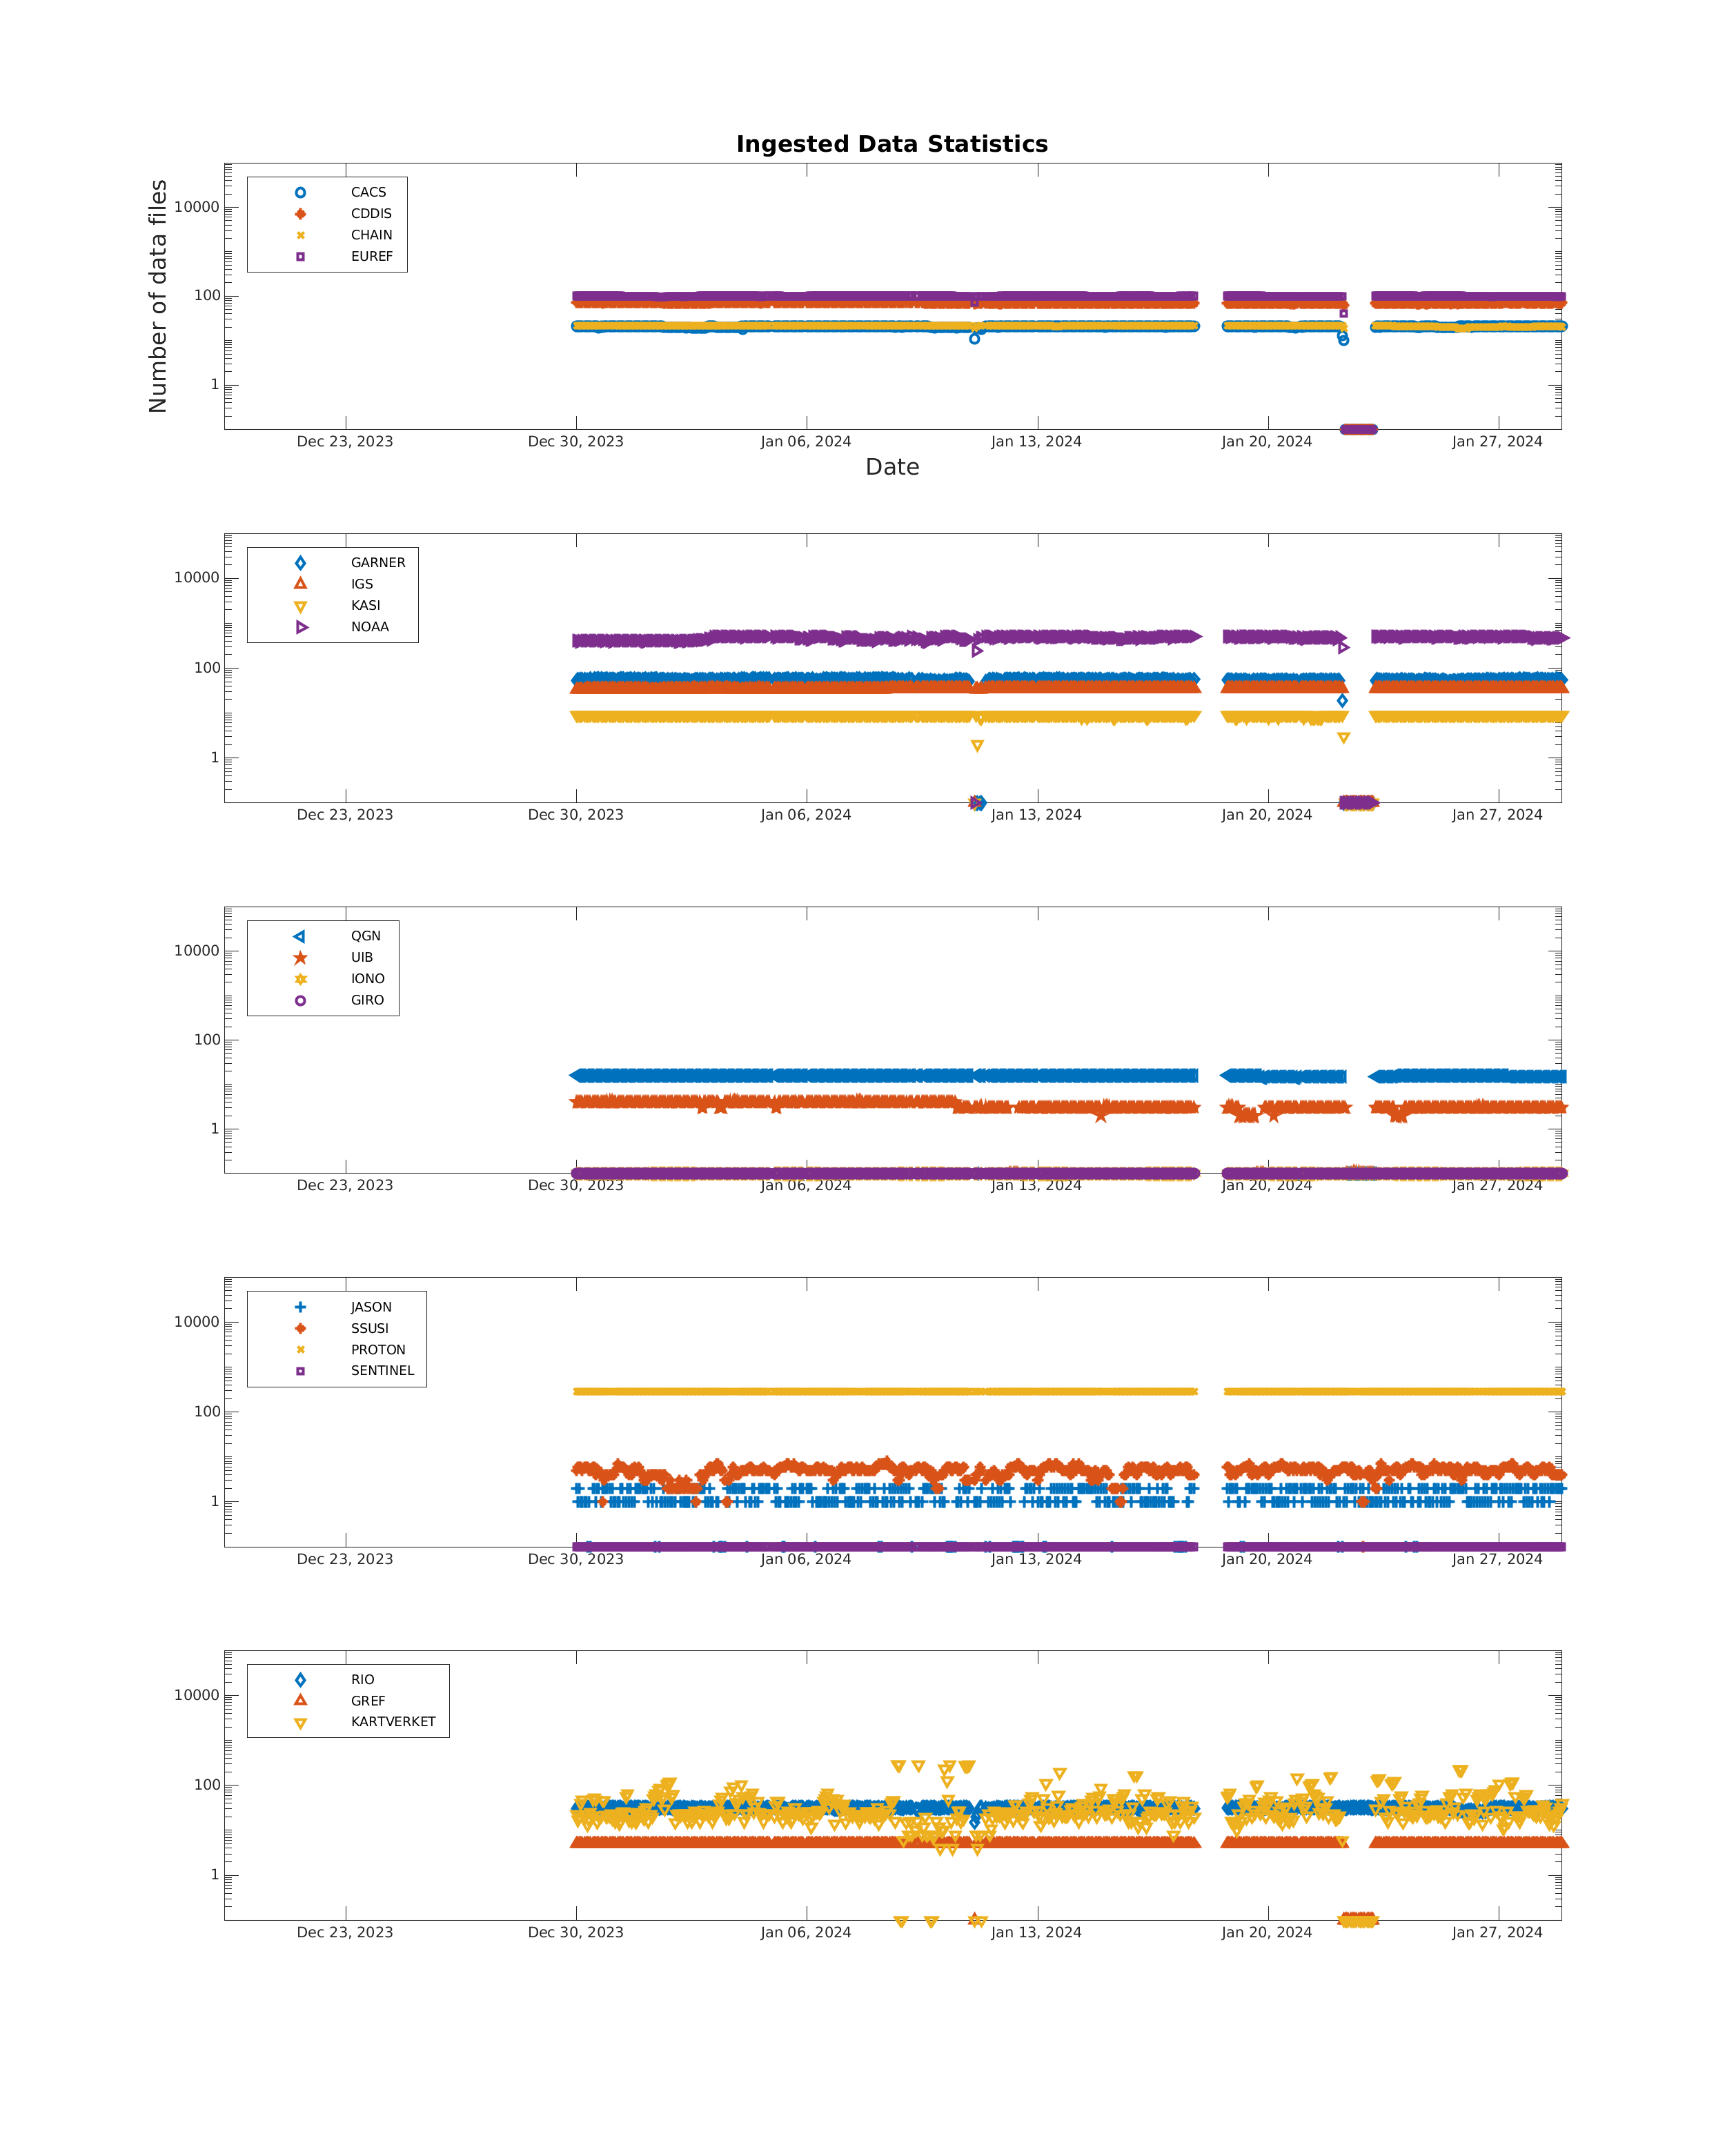 Ingested Data Statistics
Number of data files
10000
100
1
CACS
CDDIS
CHAIN
EUREF
Dec 23, 2023 Dec 30, 2023 Jan 06, 2024 Jan 13, 2024 Jan 20, 2024 Jan 27, 2024
Date
10000
100
1
GARNER
IGS
KASI
NOAA
Dec 23, 2023 Dec 30, 2023 Jan 06, 2024 Jan 13, 2024 Jan 20, 2024 Jan 27, 2024
10000
100
1
QGN
UIB
IONO
GIRO
Dec 23, 2023 Dec 30, 2023 Jan 06, 2024 Jan 13, 2024 Jan 20, 2024 Jan 27, 2024
10000
100
1
JASON
SSUSI
PROTON
SENTINEL
Dec 23, 2023 Dec 30, 2023 Jan 06, 2024 Jan 13, 2024 Jan 20, 2024 Jan 27, 2024
10000
100
1
RIO
GREF
KARTVERKET
Dec 23, 2023 Dec 30, 2023 Jan 06, 2024 Jan 13, 2024 Jan 20, 2024 Jan 27, 2024